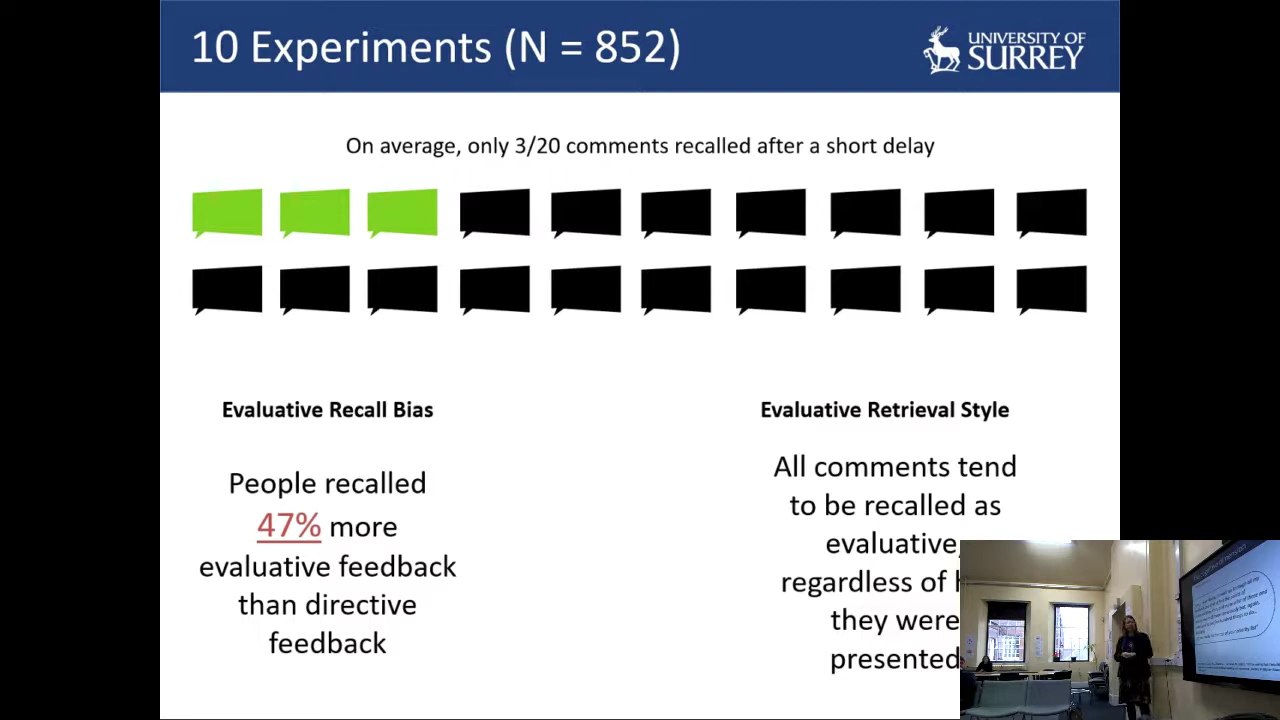 10 Experiments (N = 852)
UNIVERSITY OF
SURREY
On average, only 3/20 comments recalled after a short delay
Evaluative Recall Bias
People recalled
47% more
evaluative feedback
than directive
feedback
Evaluative Retrieval Style
All comments tend
to be recalled as
evaluative,
regardless of
they were
presented